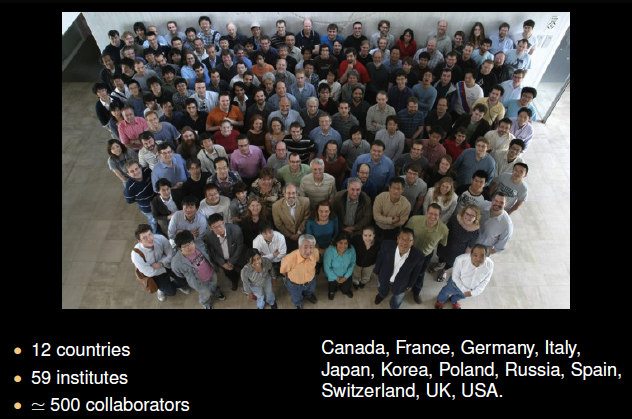 • 12 countries
• 59 institutes
• ≃ 500 collaborators
Canada, France, Germany, Italy,
Japan, Korea, Poland, Russia, Spain,
Switzerland, UK, USA.